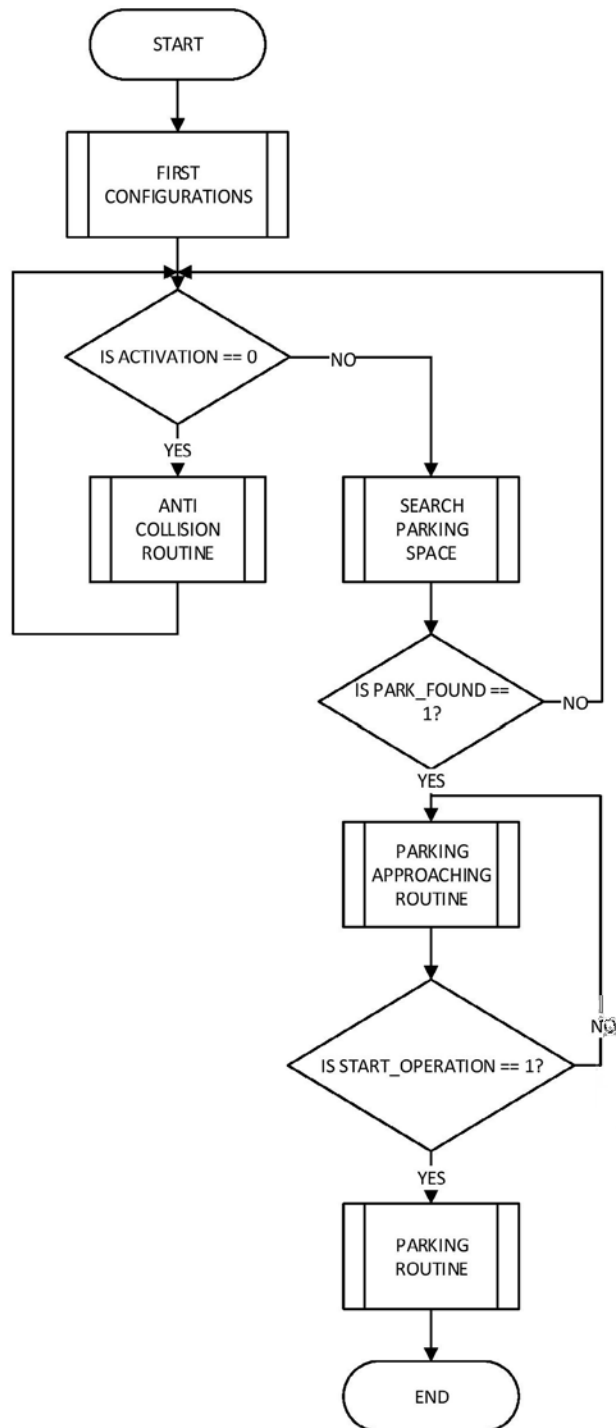 START
FIRST
CONFIGURATIONS
IS ACTIVATION == 0
NO
YES
ANTI
COLLISION
ROUTINE
SEARCH
PARKING
SPACE
IS PARK_FOUND ==
1?
NO
YES
PARKING
APPROACHING
ROUTINE
NO
IS START_OPERATION == 1?
YES
PARKING
ROUTINE
END